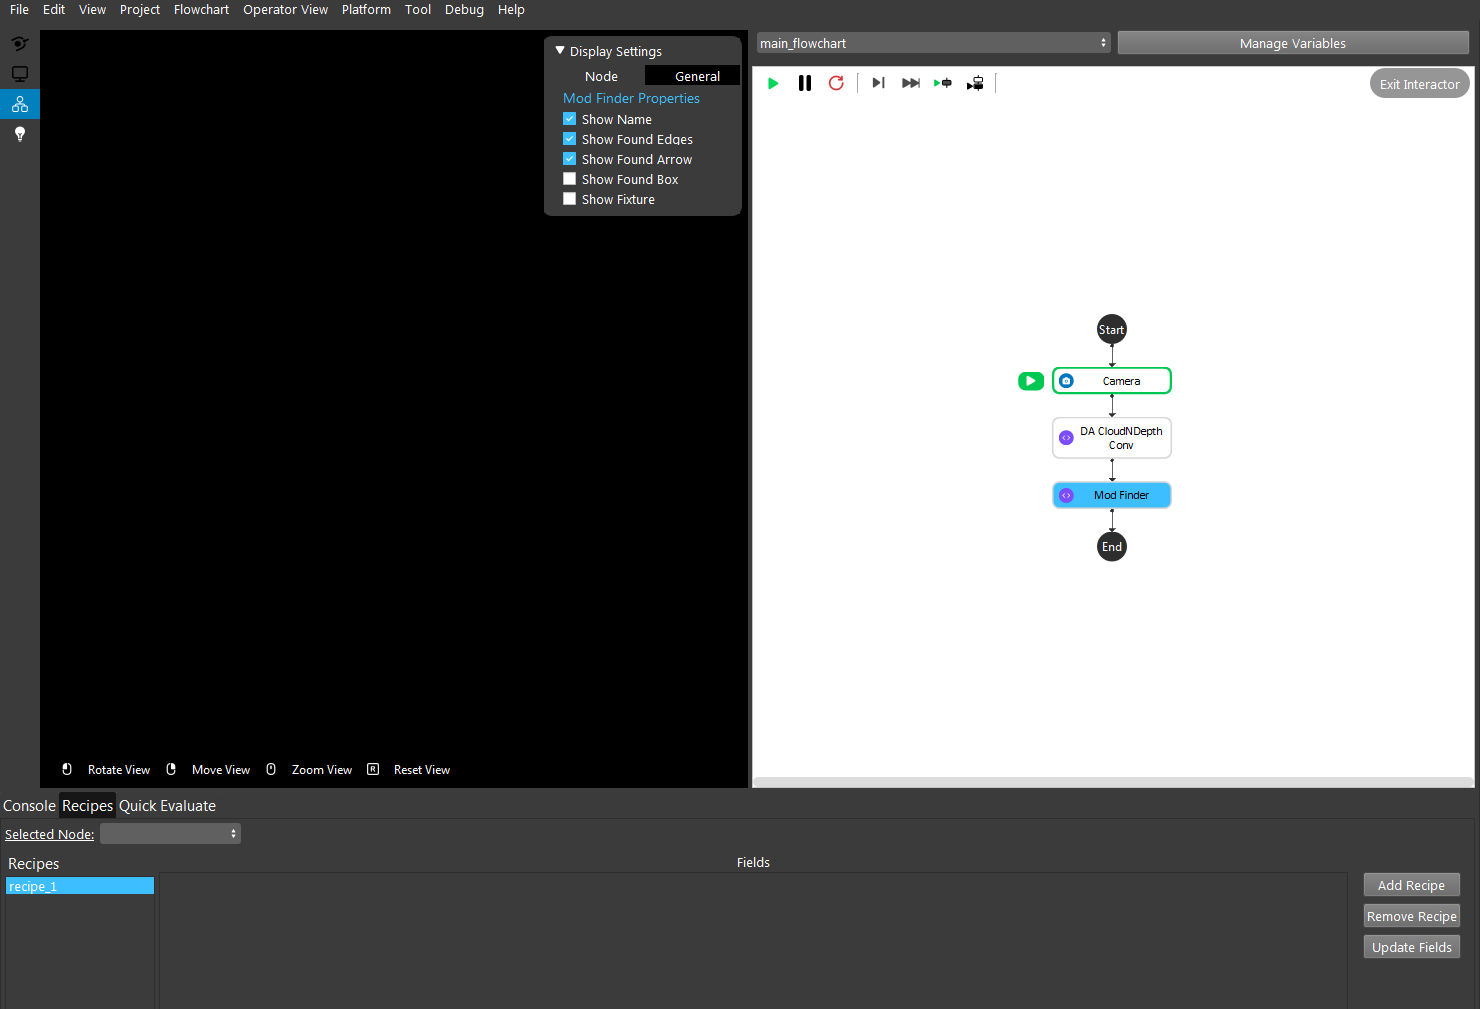 File Edit View Project Flowchart Operator View Platform Tool Debug Help
Display Settings
Node General
Mod Finder Properties
Show Name
Show Found Edges
Show Found Arrow
Show Found Box
Show Fixture
Rotate View Move View Zoom View R Reset View
main_flowchart Manage Variables
Exit Interactor
Start
Camera
DA CloudNDepth
Conv
Mod Finder
End
Console Recipes Quick Evaluate
Selected Node:
Recipes Fields
recipe_1
Add Recipe
Remove Recipe
Update Fields